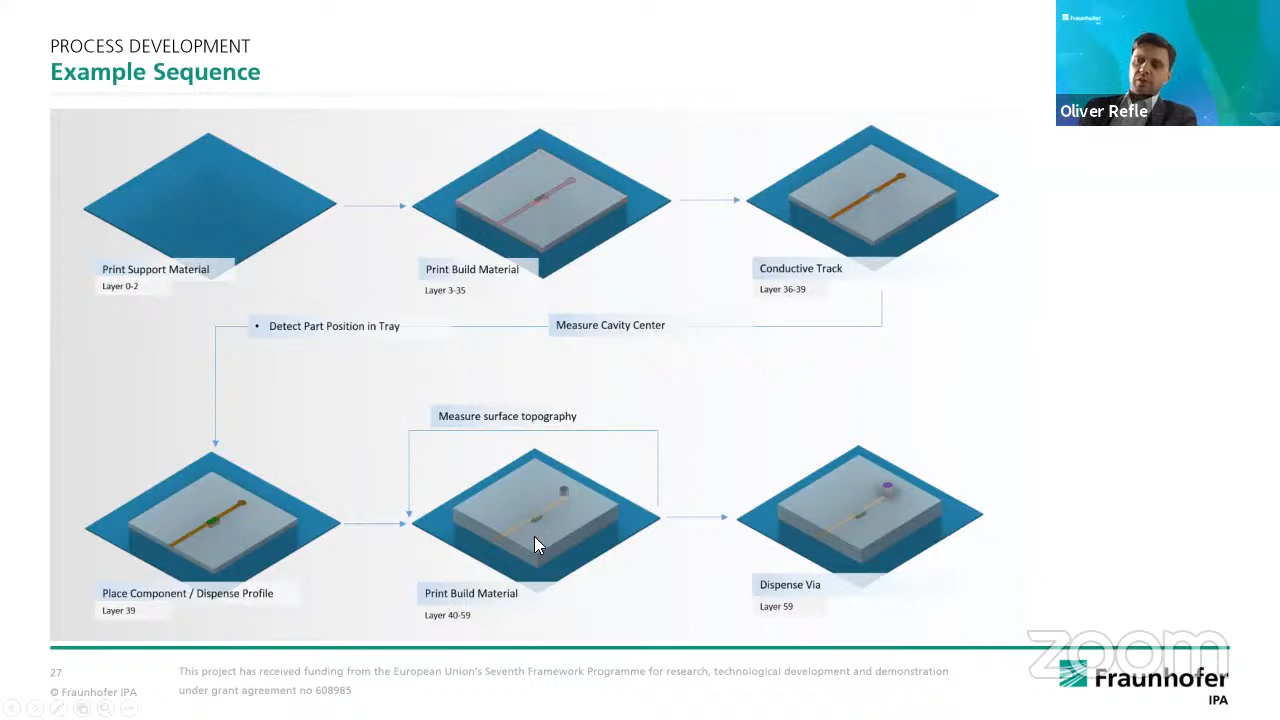 PROCESS DEVELOPMENT
Example Sequence
Fraunhofer
Oliver Refle
Print Support Material
Layer 0-2
Print Build Material
Layer 3-35
Conductive Track
Layer 36-39
• Detect Part Position in Tray
Measure Cavity Center
Measure surface topography
Place Component / Dispense Profile
Layer 39
Print Build Material
Layer 40-59
Dispense Via
Layer 59
zoom
27
This project has received funding from the European Union's Seventh Framework Programme for research, technological development and demonstration
under grant agreement no 608985
© Fraunhofer IPA
Fraunhofer
IPA